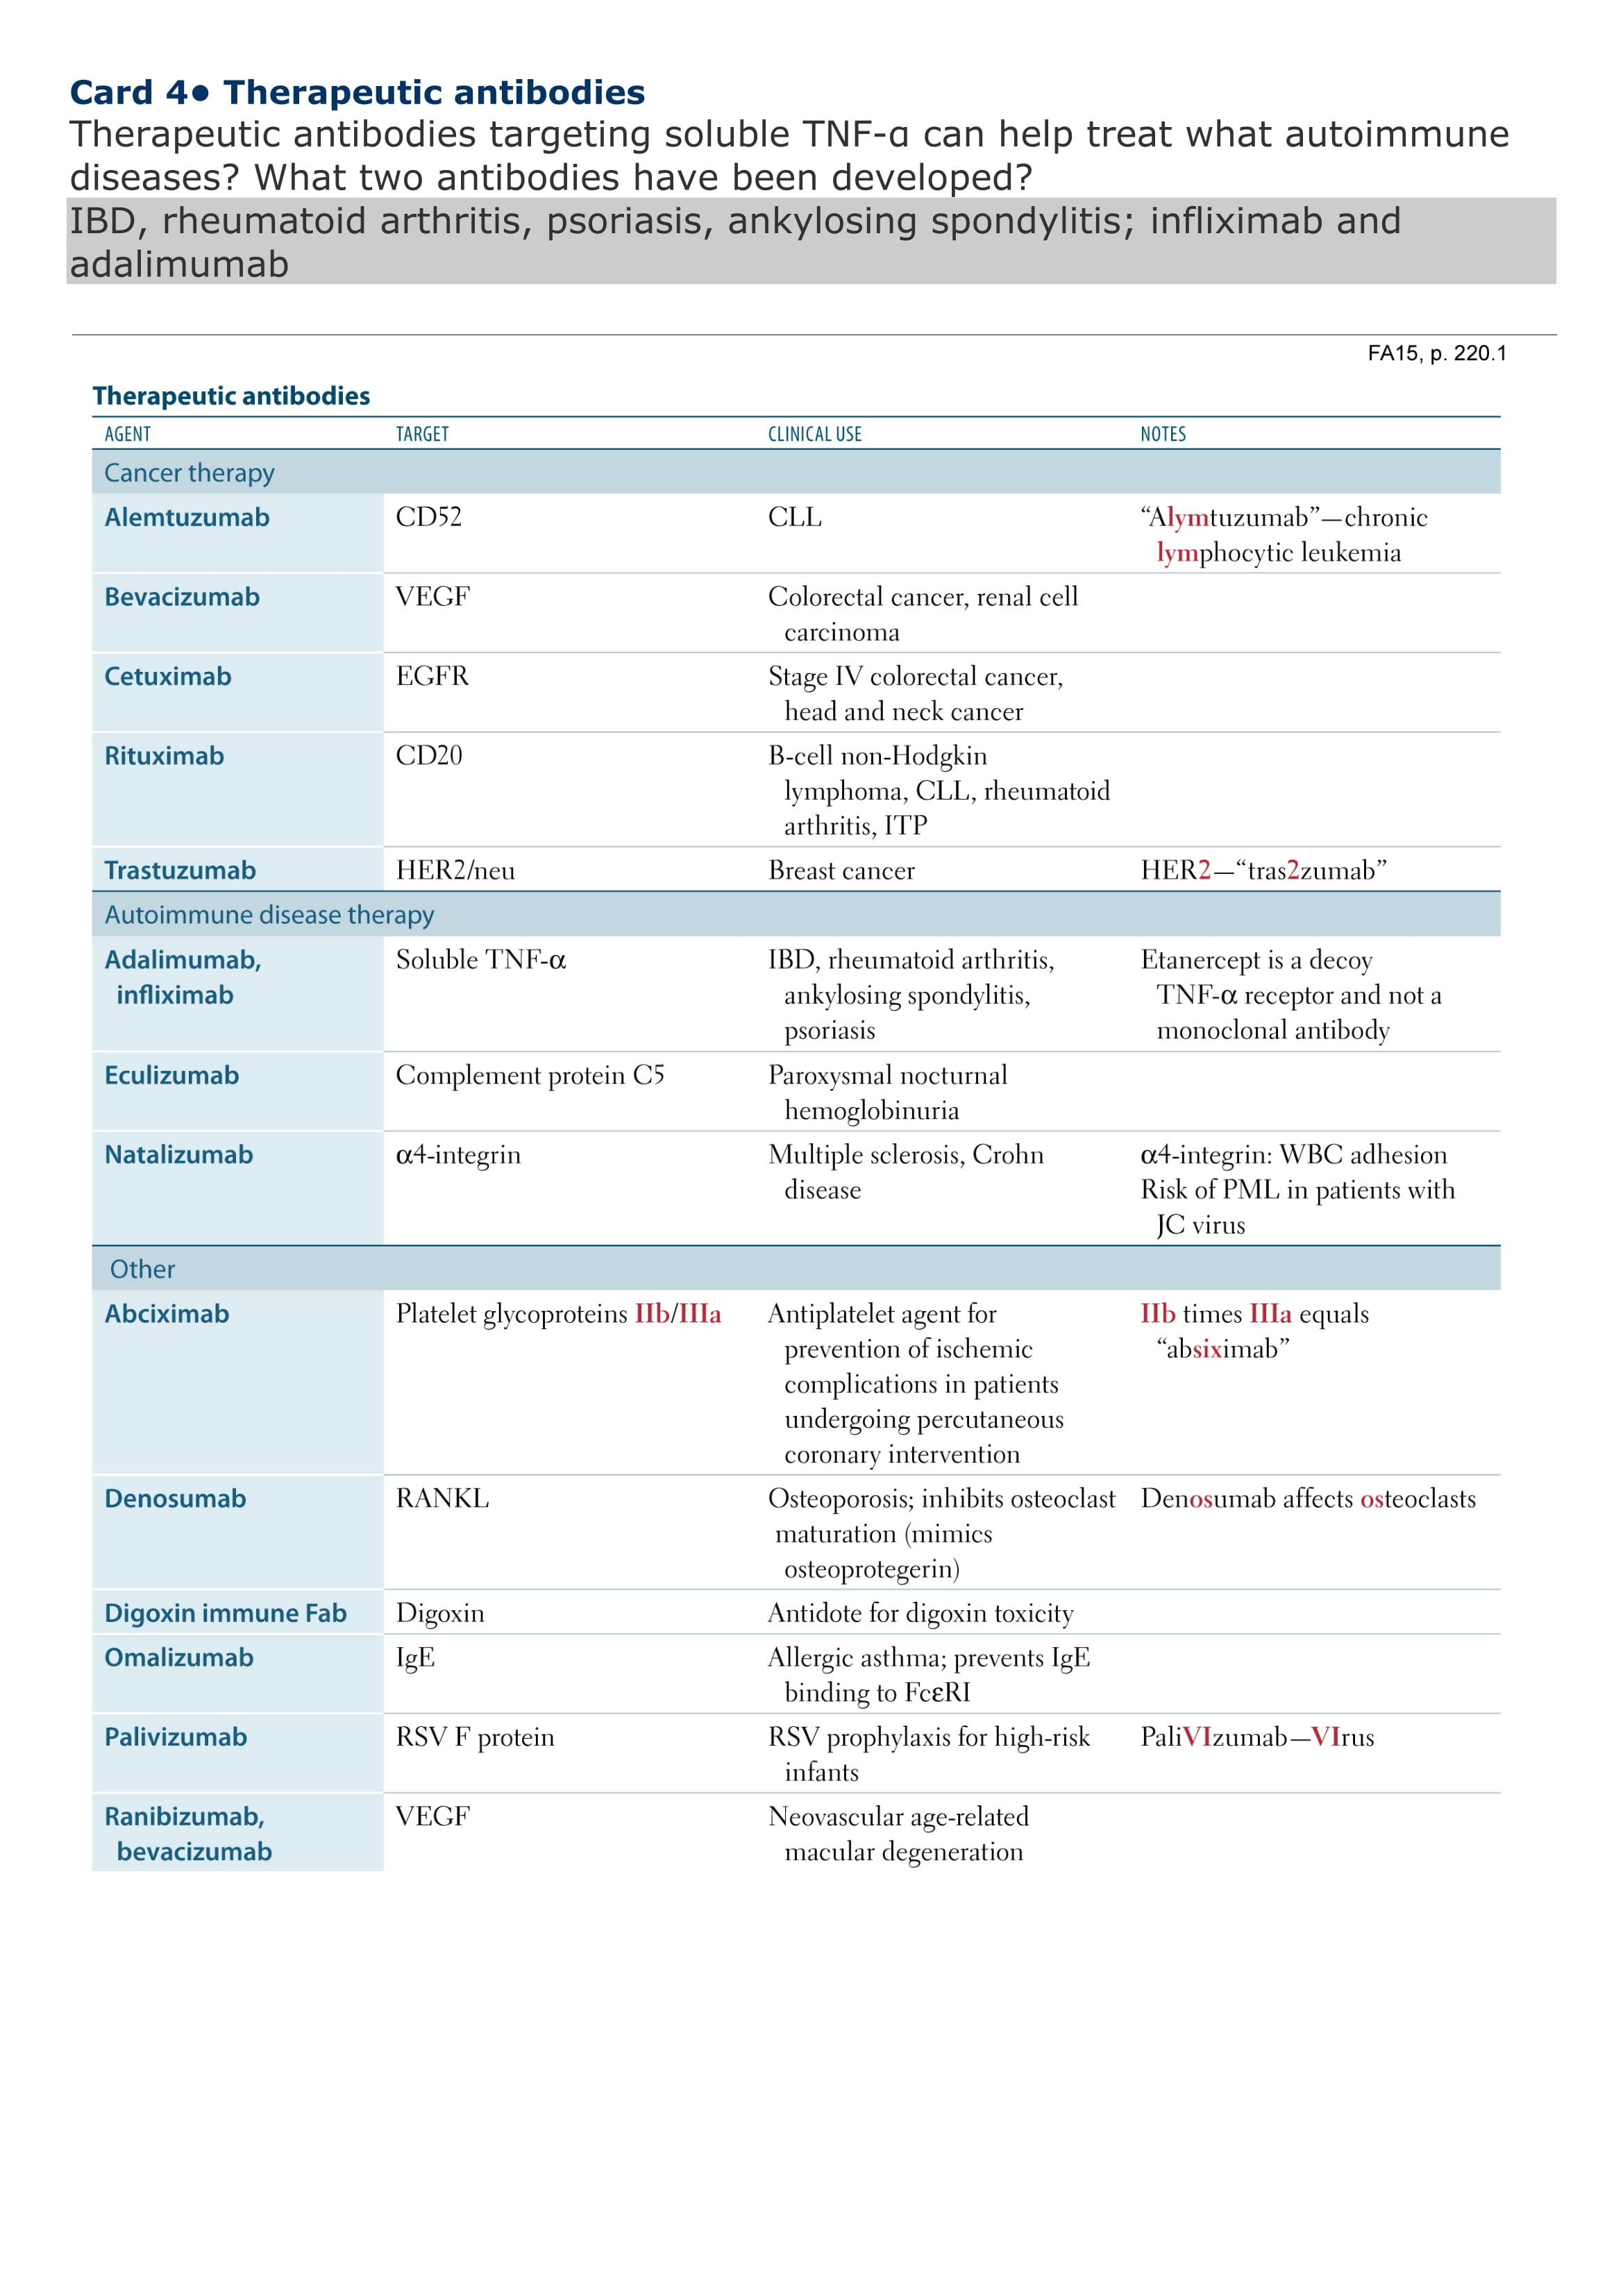 Card 4● Therapeutic antibodies
Therapeutic antibodies targeting soluble TNF-α can help treat what autoimmune
diseases? What two antibodies have been developed?
IBD, rheumatoid arthritis, psoriasis, ankylosing spondylitis; infliximab and
adalimumab
FA15, p. 220.1
Therapeutic antibodies
AGENT TARGET CLINICAL USE NOTES
Cancer therapy
Alemtuzumab CD52 CLL “Alymtuzumab”—chronic
lymphocytic leukemia
Bevacizumab VEGF Colorectal cancer, renal cell
carcinoma
Cetuximab EGFR Stage IV colorectal cancer,
head and neck cancer
Rituximab CD20 B-cell non-Hodgkin
lymphoma, CLL, rheumatoid
arthritis, ITP
Trastuzumab HER2/neu Breast cancer HER2—“tras2zumab”
Autoimmune disease therapy
Adalimumab, Soluble TNF-α IBD, rheumatoid arthritis, Etanercept is a decoy
infliximab ankylosing spondylitis, TNF-α receptor and not a
psoriasis monoclonal antibody
Eculizumab Complement protein C5 Paroxysmal nocturnal
hemoglobinuria
Natalizumab α4-integrin Multiple sclerosis, Crohn α4-integrin: WBC adhesion
disease Risk of PML in patients with
JC virus
Other
Abciximab Platelet glycoproteins IIb/IIIa Antiplatelet agent for IIb times IIIa equals
prevention of ischemic “absiximab”
complications in patients
undergoing percutaneous
coronary intervention
Denosumab RANKL Osteoporosis; inhibits osteoclast Denosumab affects osteoclasts
maturation (mimics
osteoprotegerin)
Digoxin immune Fab Digoxin Antidote for digoxin toxicity
Omalizumab IgE Allergic asthma; prevents IgE
binding to FcεRI
Palivizumab RSV F protein RSV prophylaxis for high-risk PaliVIzumab—VIrus
infants
Ranibizumab, VEGF Neovascular age-related
bevacizumab macular degeneration